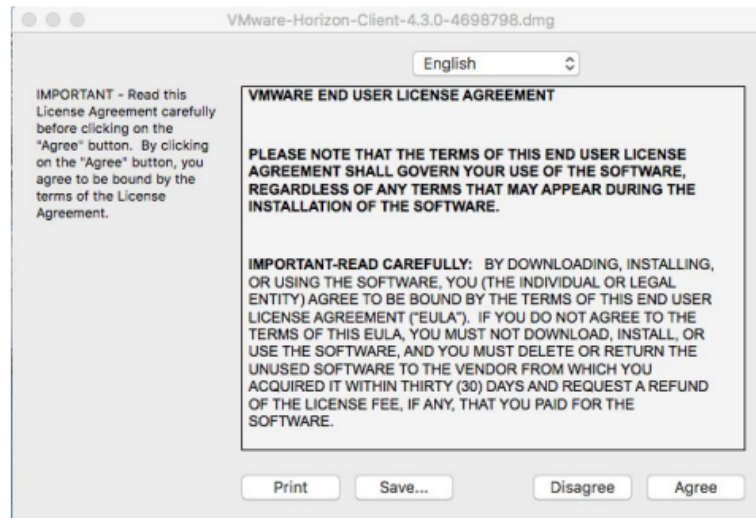 VMware-Horizon-Client-4.3.0-4698798.dmg
English
IMPORTANT - Read this
License Agreement carefully
before clicking on the
"Agree" button. By clicking
on the "Agree" button, you
agree to be bound by the
terms of the License
Agreement.
VMWARE END USER LICENSE AGREEMENT
PLEASE NOTE THAT THE TERMS OF THIS END USER LICENSE
AGREEMENT SHALL GOVERN YOUR USE OF THE SOFTWARE,
REGARDLESS OF ANY TERMS THAT MAY APPEAR DURING THE
INSTALLATION OF THE SOFTWARE.
IMPORTANT-READ CAREFULLY: BY DOWNLOADING, INSTALLING,
OR USING THE SOFTWARE, YOU (THE INDIVIDUAL OR LEGAL
ENTITY) AGREE TO BE BOUND BY THE TERMS OF THIS END USER
LICENSE AGREEMENT ("EULA"). IF YOU DO NOT AGREE TO THE
TERMS OF THIS EULA, YOU MUST NOT DOWNLOAD, INSTALL, OR
USE THE SOFTWARE, AND YOU MUST DELETE OR RETURN THE
UNUSED SOFTWARE TO THE VENDOR FROM WHICH YOU
ACQUIRED IT WITHIN THIRTY (30) DAYS AND REQUEST A REFUND
OF THE LICENSE FEE, IF ANY, THAT YOU PAID FOR THE
SOFTWARE.
Print Save... Disagree Agree